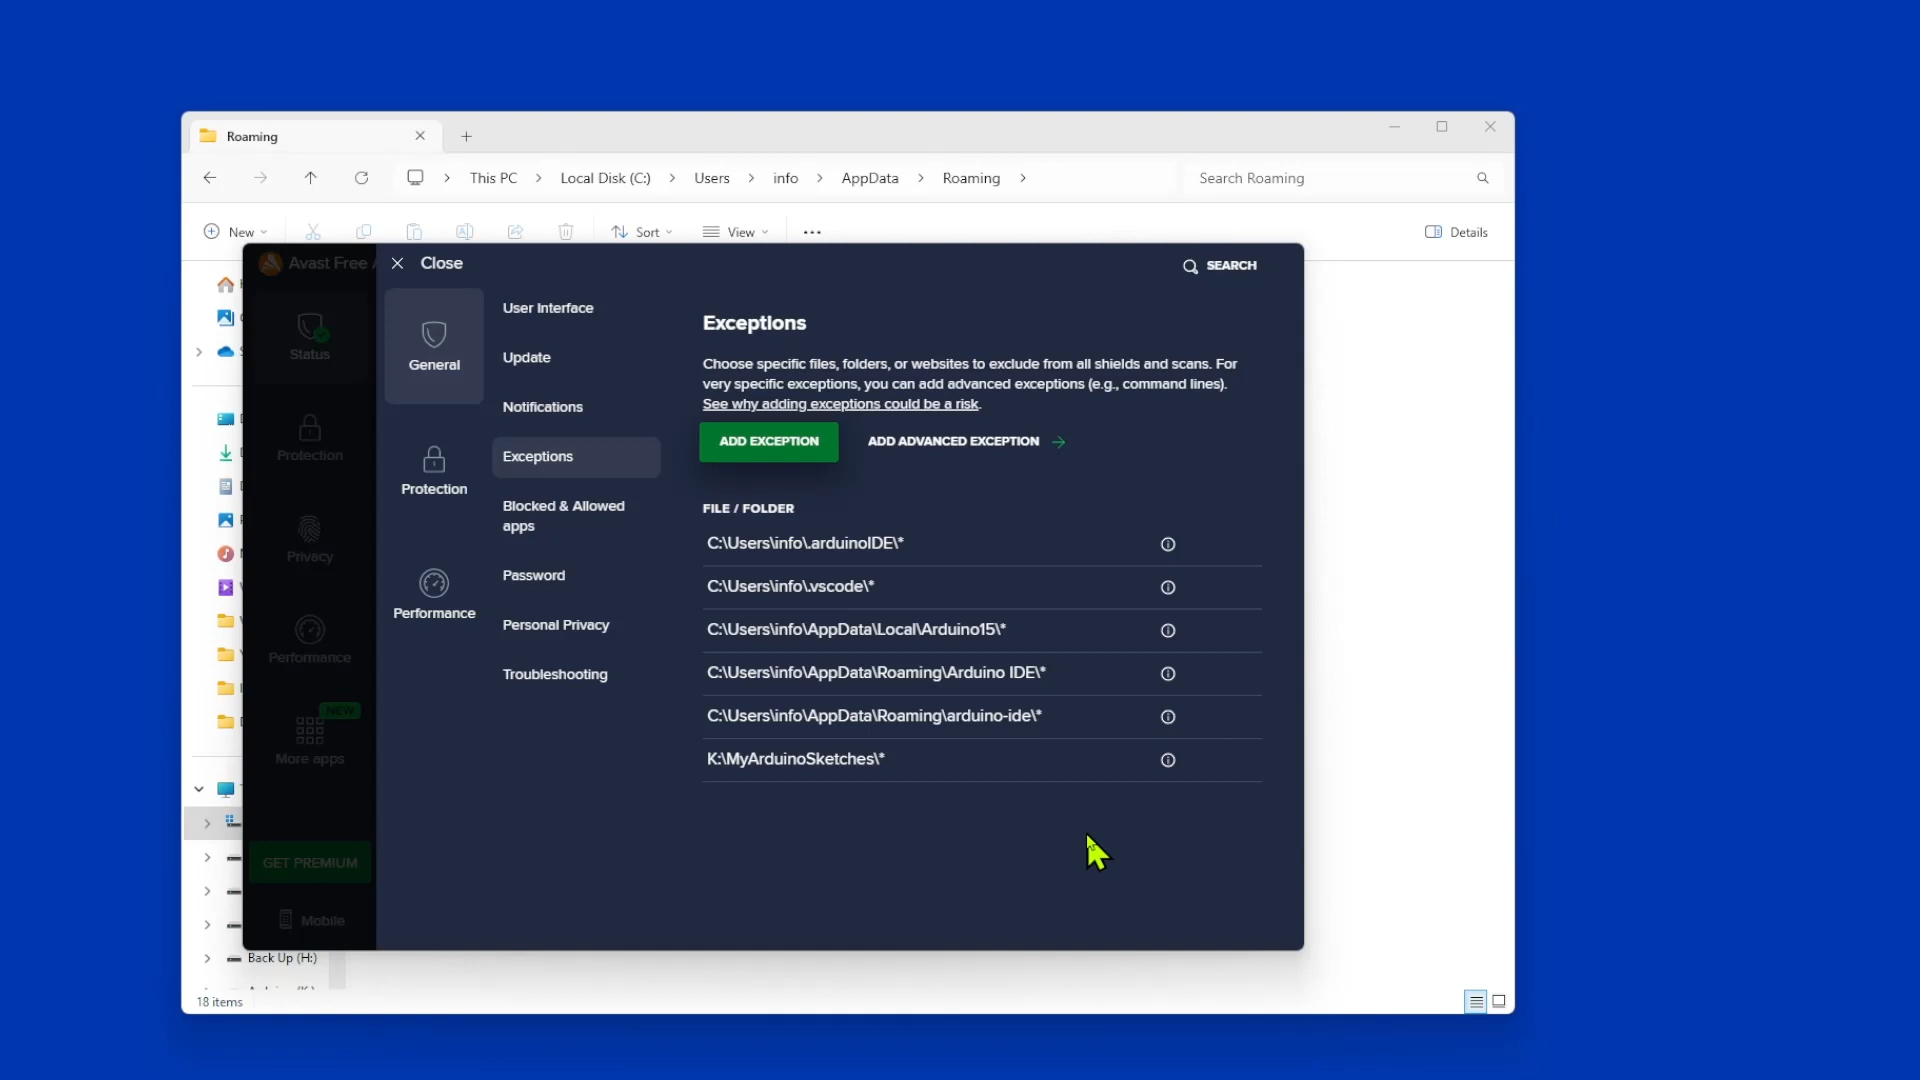 Roaming
This PC > Local Disk (C:) > Users > info > AppData > Roaming >
Search Roaming
New
Sort
View
Details
Avast Free
Close
SEARCH
Status
Protection
Privacy
Performance
NEW
More apps
GET PREMIUM
Mobile
General
Protection
Performance
User Interface
Update
Notifications
Exceptions
Blocked & Allowed
apps
Password
Personal Privacy
Troubleshooting
Exceptions
Choose specific files, folders, or websites to exclude from all shields and scans. For
very specific exceptions, you can add advanced exceptions (e.g., command lines).
See why adding exceptions could be a risk.
ADD EXCEPTION
ADD ADVANCED EXCEPTION
FILE / FOLDER
C:\Users\info\.arduinoIDE\*
C:\Users\info\.vscode\*
C:\Users\info\AppData\Local\Arduino15\*
C:\Users\info\AppData\Roaming\Arduino IDE\*
C:\Users\info\AppData\Roaming\arduino-ide\*
K:\MyArduinoSketches\*
Back Up (H:)
18 items